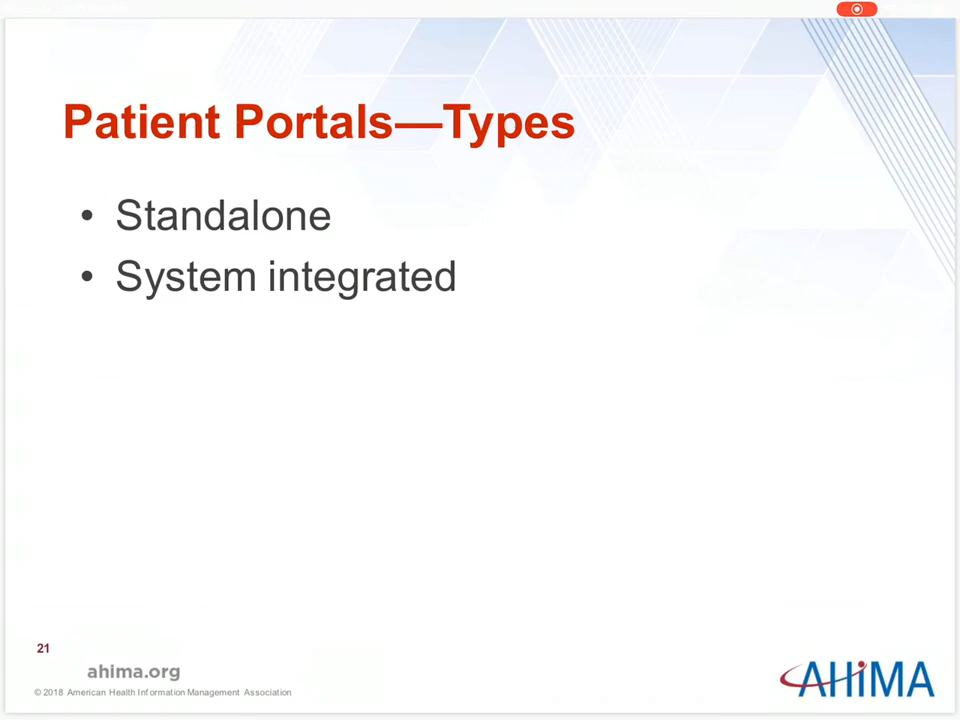 Patient Portals—Types
• Standalone
• System integrated
21
ahima.org
© 2018 American Health Information Management Association
AHIMA